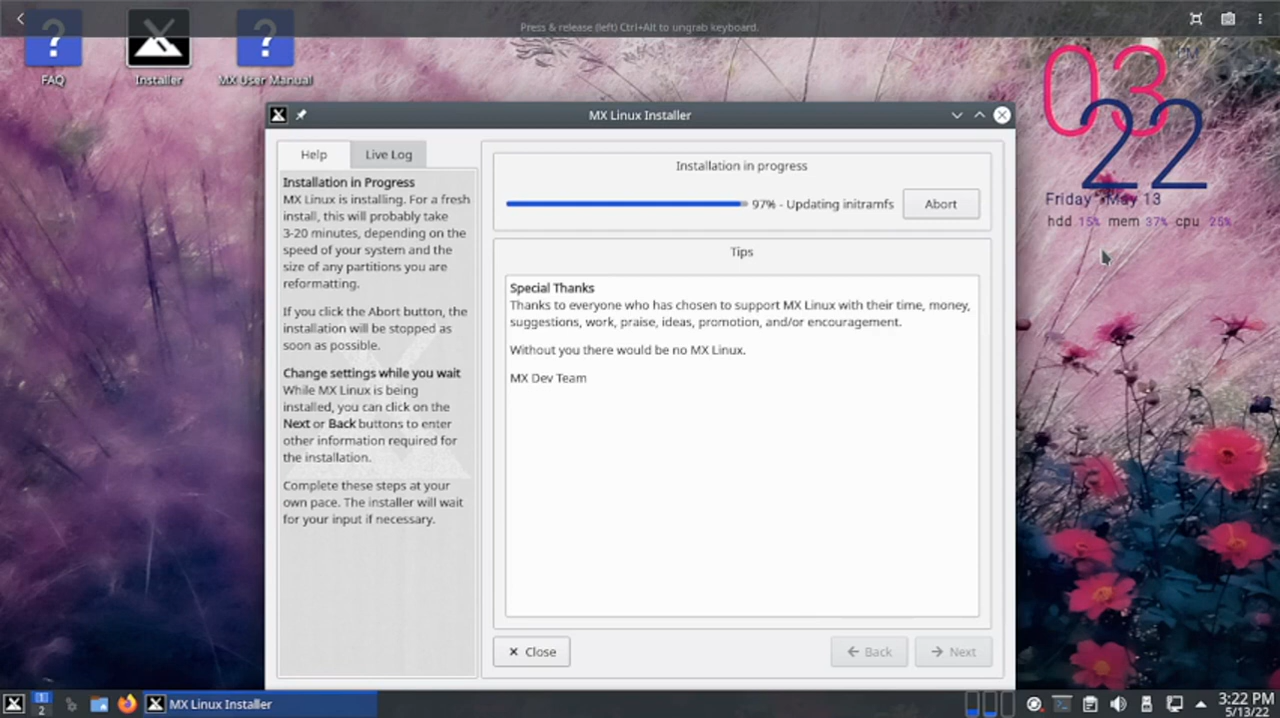 Press & release (left) Ctrl+Alt to ungrab keyboard.
FAQ
Installer
MX User Manual
03
PM
22
Friday May 13
hdd 15% mem 37% cpu 25%
MX Linux Installer
Help
Live Log
Installation in Progress
MX Linux is installing. For a fresh
install, this will probably take
3-20 minutes, depending on the
speed of your system and the
size of any partitions you are
reformatting.
If you click the Abort button, the
installation will be stopped as
soon as possible.
Change settings while you wait
While MX Linux is being
installed, you can click on the
Next or Back buttons to enter
other information required for
the installation.
Complete these steps at your
own pace. The installer will wait
for your input if necessary.
Installation in progress
97% - Updating initramfs
Abort
Tips
Special Thanks
Thanks to everyone who has chosen to support MX Linux with their time, money,
suggestions, work, praise, ideas, promotion, and/or encouragement.
Without you there would be no MX Linux.
MX Dev Team
Close
Back
Next
1
2
MX Linux Installer
3:22 PM
5/13/22